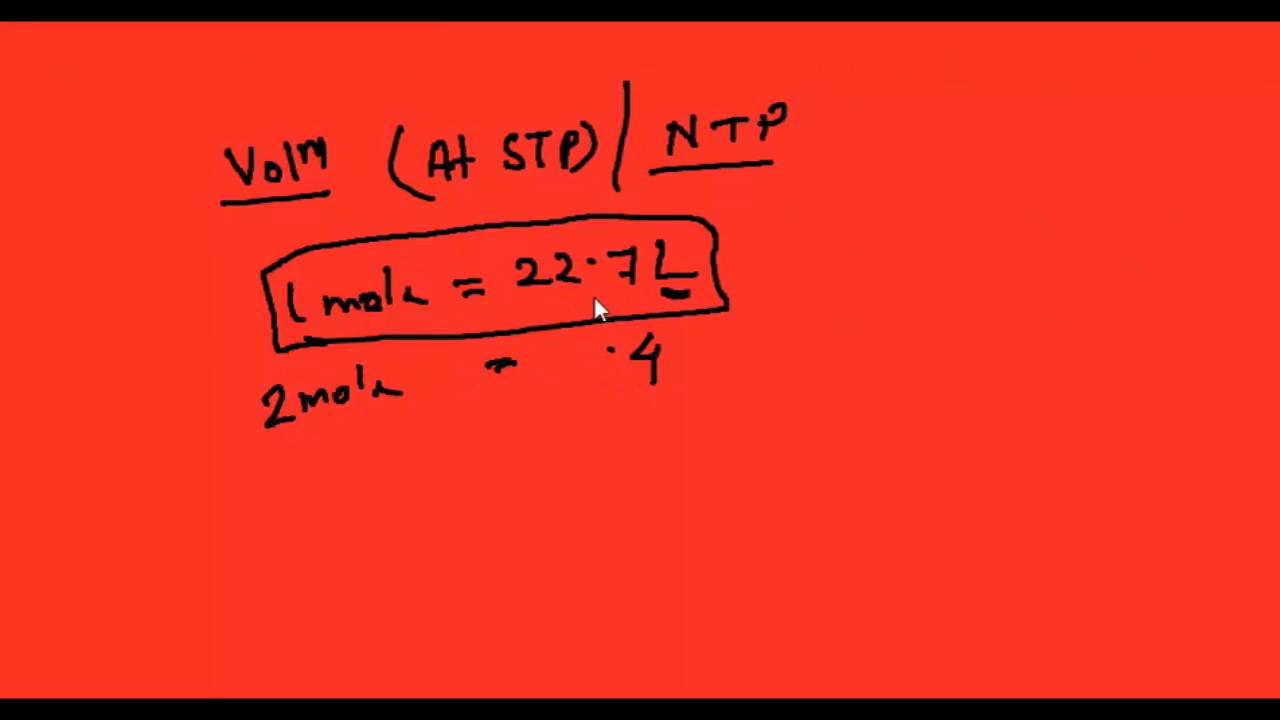 Volm (At STP) | NTP
1 mole = 22.7 L
2 mole = .4